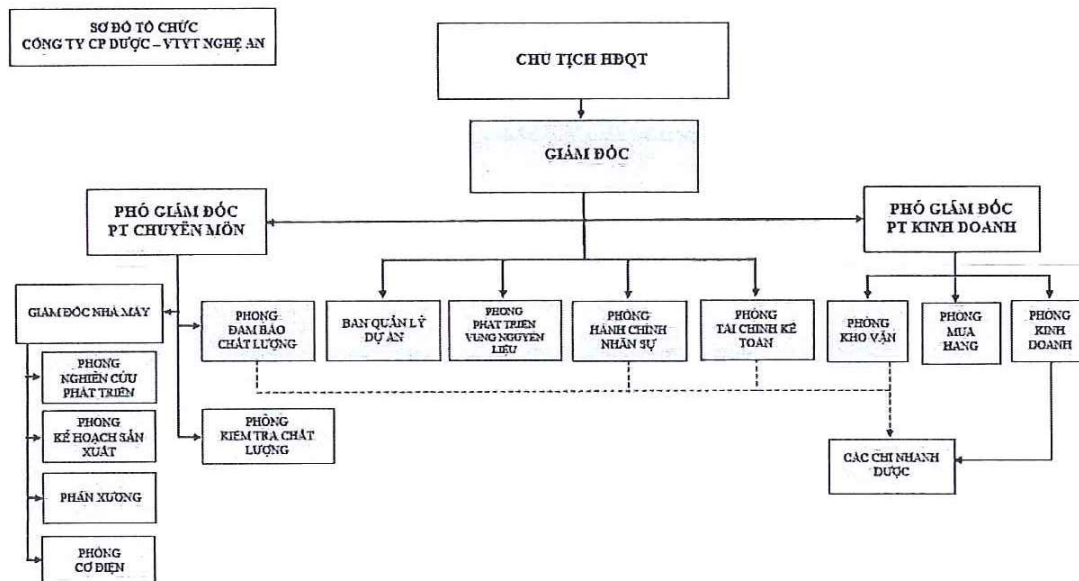 SƠ ĐỒ TỔ CHỨC
CÔNG TY CP DƯỢC – VTYT NGHỆ AN
CHỦ TỊCH HĐQT
GIÁM ĐỐC
PHÓ GIÁM ĐỐC
PT CHUYÊN MÔN
PHÓ GIÁM ĐỐC
PT KINH DOANH
GIÁM ĐỐC NHÀ MÁY
PHÒNG
ĐẢM BẢO
CHẤT LƯỢNG
BAN QUẢN LÝ
DỰ ÁN
PHÒNG
PHÁT TRIỂN
VÙNG NGUYÊN
LIỆU
PHÒNG
HÀNH CHÍNH
NHÂN SỰ
PHÒNG
TÀI CHÍNH KẾ
TOÁN
PHÒNG
KHO VẬN
PHÒNG
MUA
HÀNG
PHÒNG
KINH
DOANH
PHÒNG
NGHIÊN CỨU
PHÁT TRIỂN
PHÒNG
KẾ HOẠCH SẢN
XUẤT
PHÒNG
KIỂM TRA CHẤT
LƯỢNG
CÁC CHI NHÁNH
DƯỢC
PHÂN XƯỞNG
PHÒNG
CƠ ĐIỆN